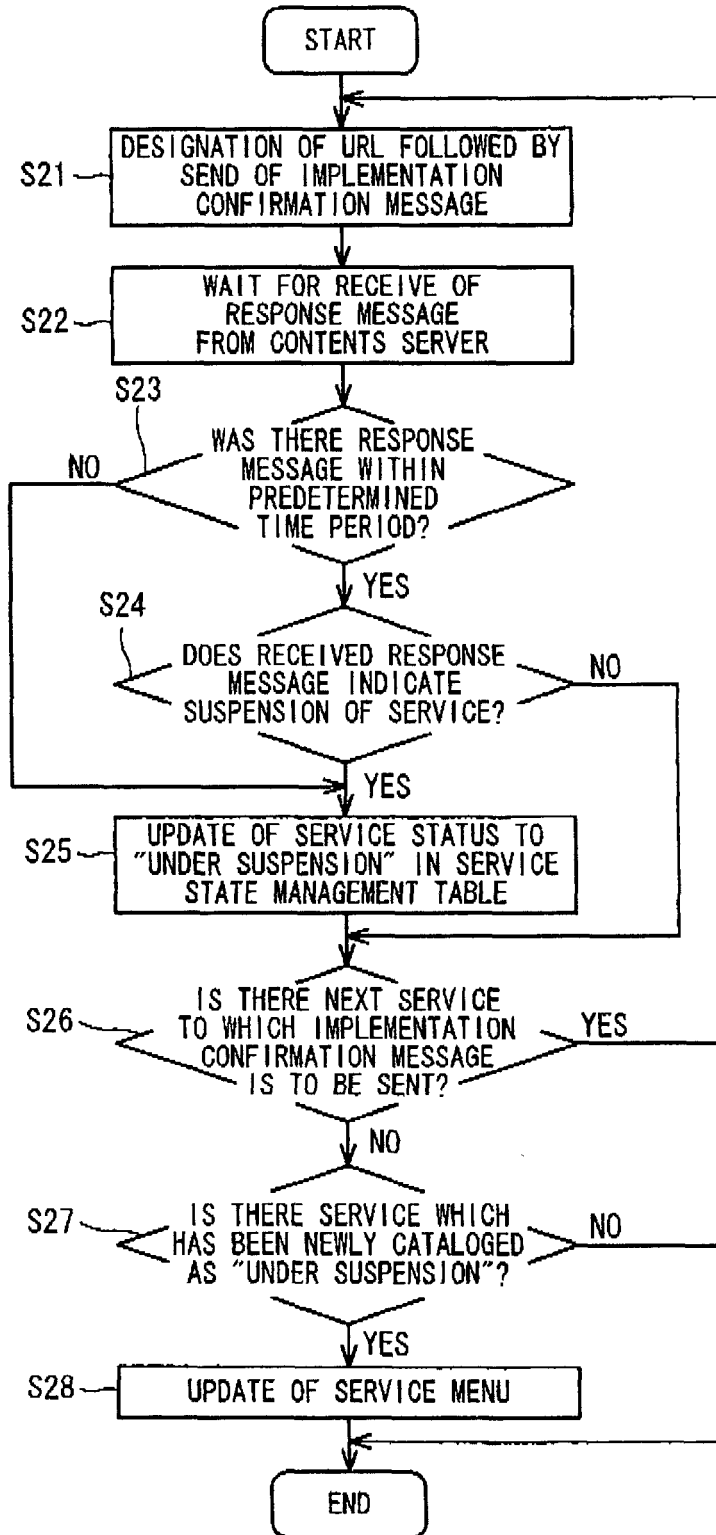 START
S21
DESIGNATION OF URL FOLLOWED BY
SEND OF IMPLEMENTATION
CONFIRMATION MESSAGE
S22
WAIT FOR RECEIVE OF
RESPONSE MESSAGE
FROM CONTENTS SERVER
S23
NO
WAS THERE RESPONSE
MESSAGE WITHIN
PREDETERMINED
TIME PERIOD?
YES
S24
DOES RECEIVED RESPONSE
MESSAGE INDICATE
SUSPENSION OF SERVICE?
NO
YES
S25
UPDATE OF SERVICE STATUS TO
"UNDER SUSPENSION" IN SERVICE
STATE MANAGEMENT TABLE
S26
IS THERE NEXT SERVICE
TO WHICH IMPLEMENTATION
CONFIRMATION MESSAGE
IS TO BE SENT?
YES
NO
S27
IS THERE SERVICE WHICH
HAS BEEN NEWLY CATALOGED
AS "UNDER SUSPENSION"?
NO
YES
S28
UPDATE OF SERVICE MENU
END